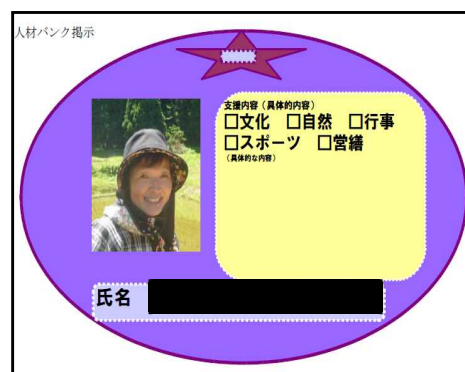 人材バンク掲示
支援内容（具体的内容）
□文化　□自然　□行事
□スポーツ　□営繕
（具体的な内容）
氏名